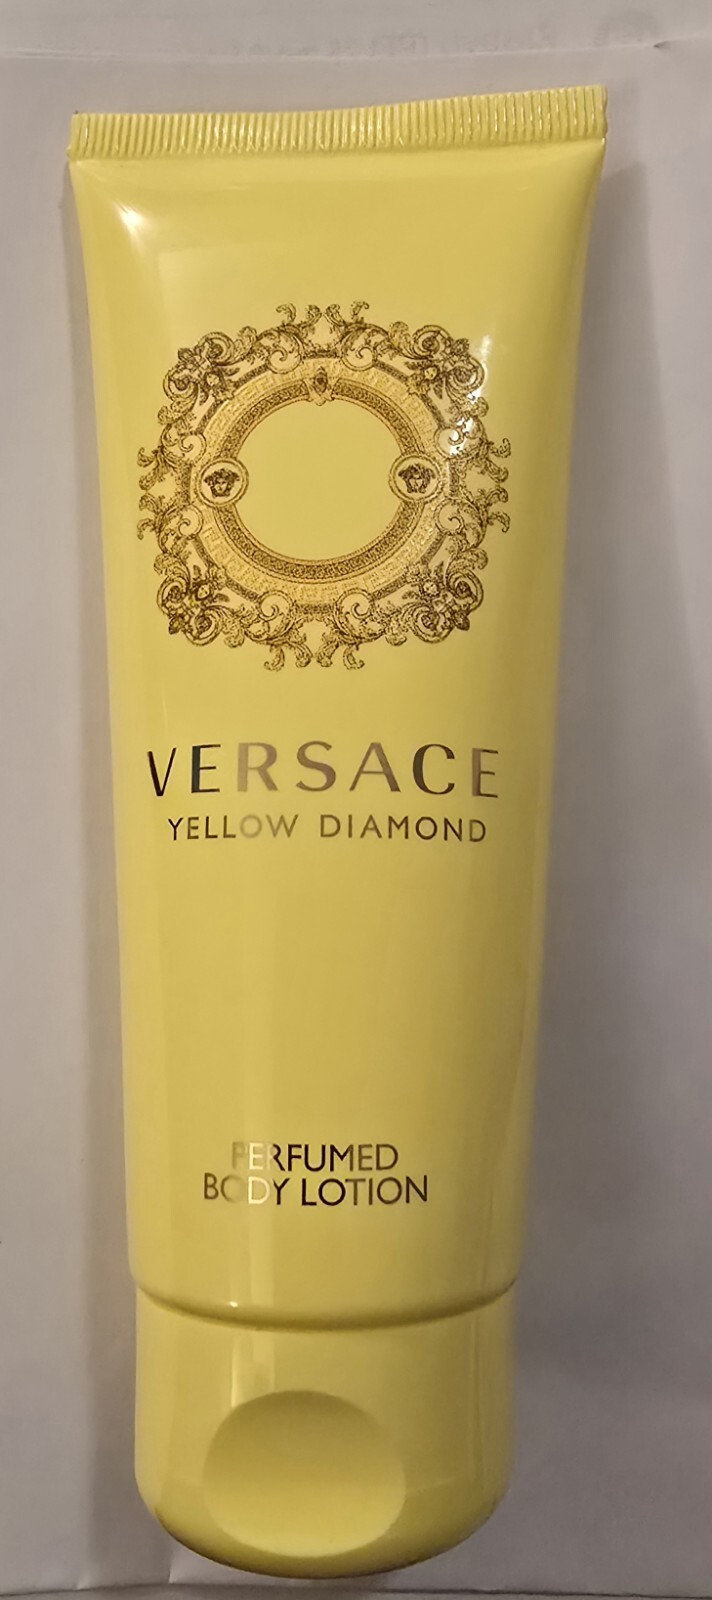 VERSACE
YELLOW DIAMOND
PERFUMED
BODY LOTION